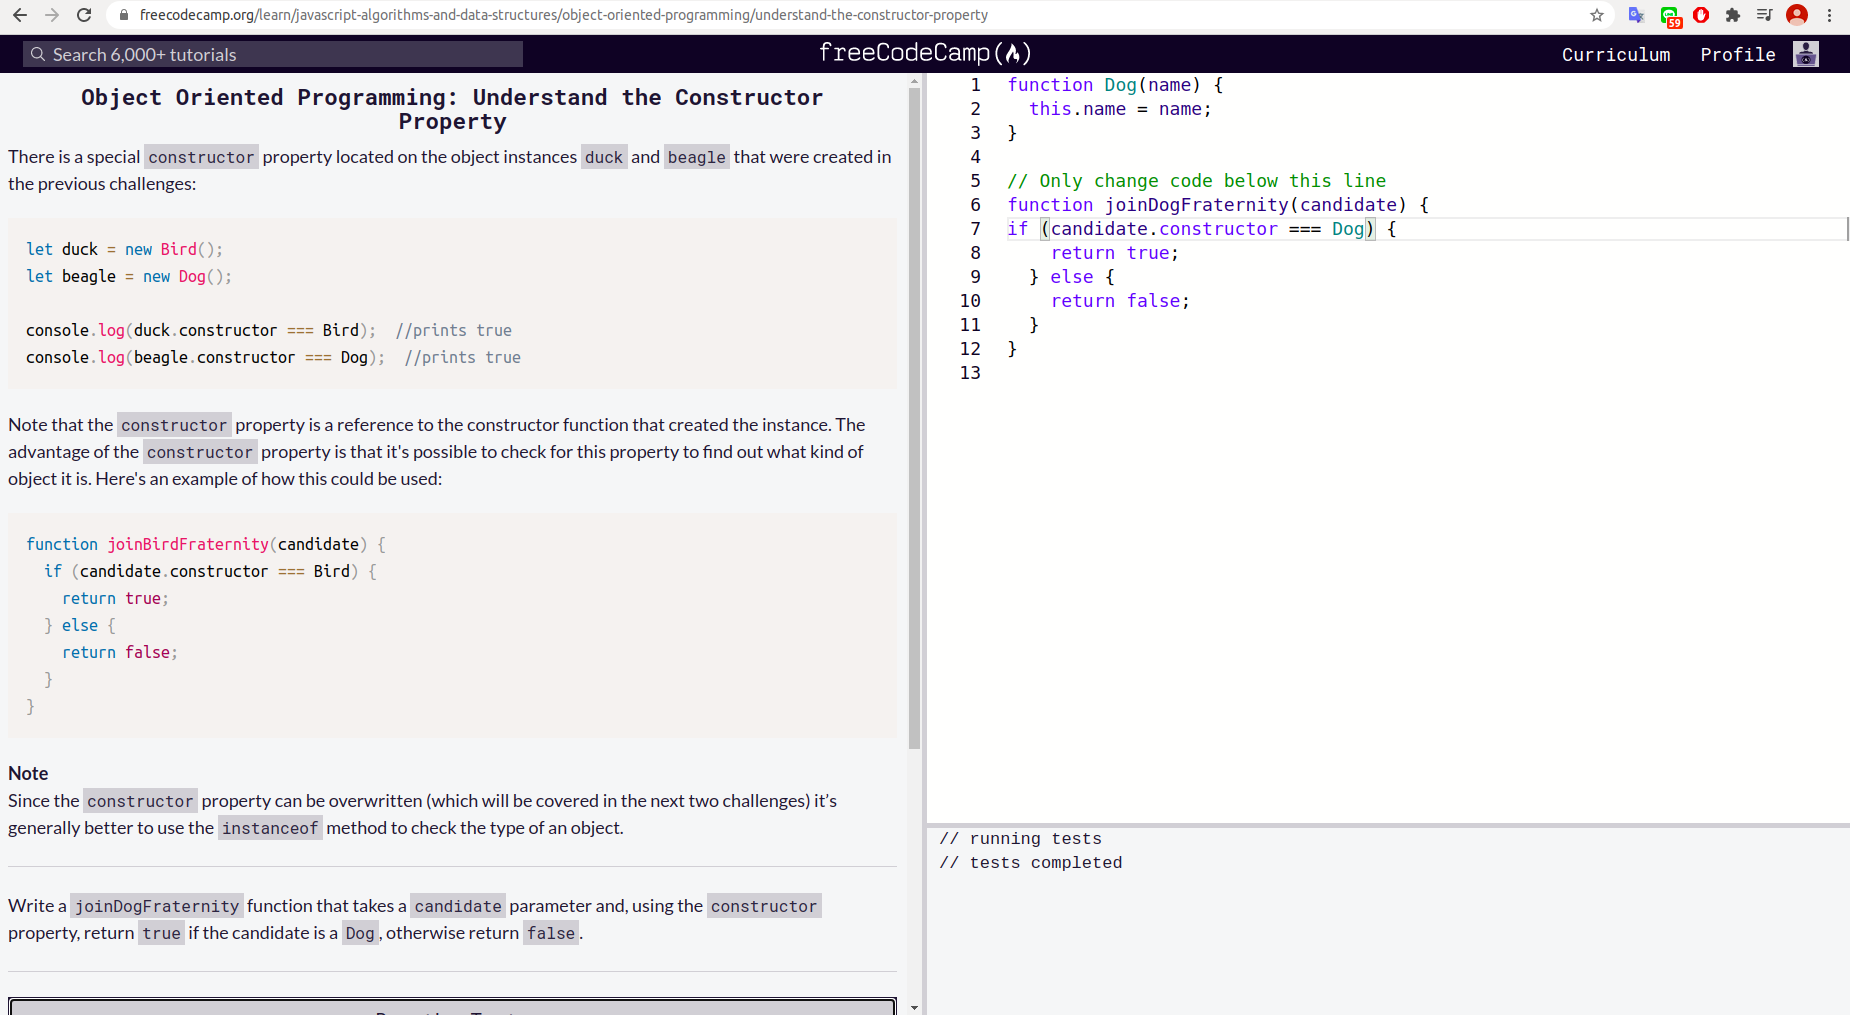 freecodecamp.org/learn/javascript-algorithms-and-data-structures/object-oriented-programming/understand-the-constructor-property
59
Search 6,000+ tutorials
freeCodeCamp
Curriculum
Profile
Object Oriented Programming: Understand the Constructor
Property
There is a special constructor property located on the object instances duck and beagle that were created in
the previous challenges:
let duck = new Bird();
let beagle = new Dog();
console.log(duck.constructor === Bird);  //prints true
console.log(beagle.constructor === Dog);  //prints true
Note that the constructor property is a reference to the constructor function that created the instance. The
advantage of the constructor property is that it's possible to check for this property to find out what kind of
object it is. Here's an example of how this could be used:
function joinBirdFraternity(candidate) {
  if (candidate.constructor === Bird) {
    return true;
  } else {
    return false;
  }
}
Note
Since the constructor property can be overwritten (which will be covered in the next two challenges) it’s
generally better to use the instanceof method to check the type of an object.
Write a joinDogFraternity function that takes a candidate parameter and, using the constructor
property, return true if the candidate is a Dog, otherwise return false.
1 function Dog(name) {
2   this.name = name;
3 }
4
5 // Only change code below this line
6 function joinDogFraternity(candidate) {
7 if (candidate.constructor === Dog) {
8     return true;
9   } else {
10     return false;
11   }
12 }
13
// running tests
// tests completed